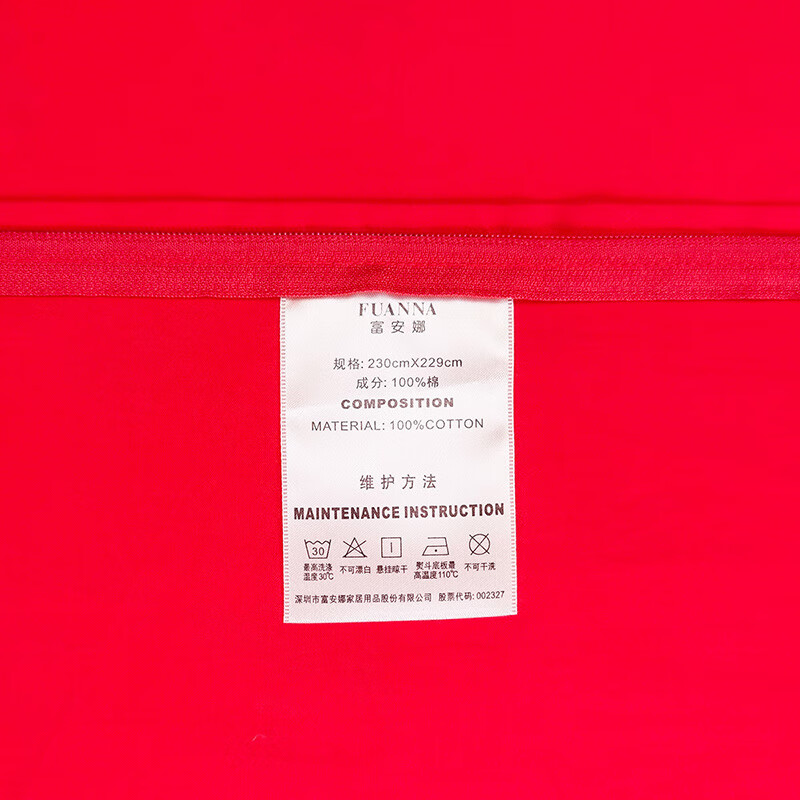 FUANNA
富安娜
规格: 230cmX229cm
成分: 100%棉
COMPOSITION
MATERIAL: 100%COTTON
维护方法
MAINTENANCE INSTRUCTION
30
最高洗涤温度30℃
不可漂白
悬挂晾干
熨斗底板最高温度110℃
不可干洗
深圳市富安娜家居用品股份有限公司 股票代码: 002327